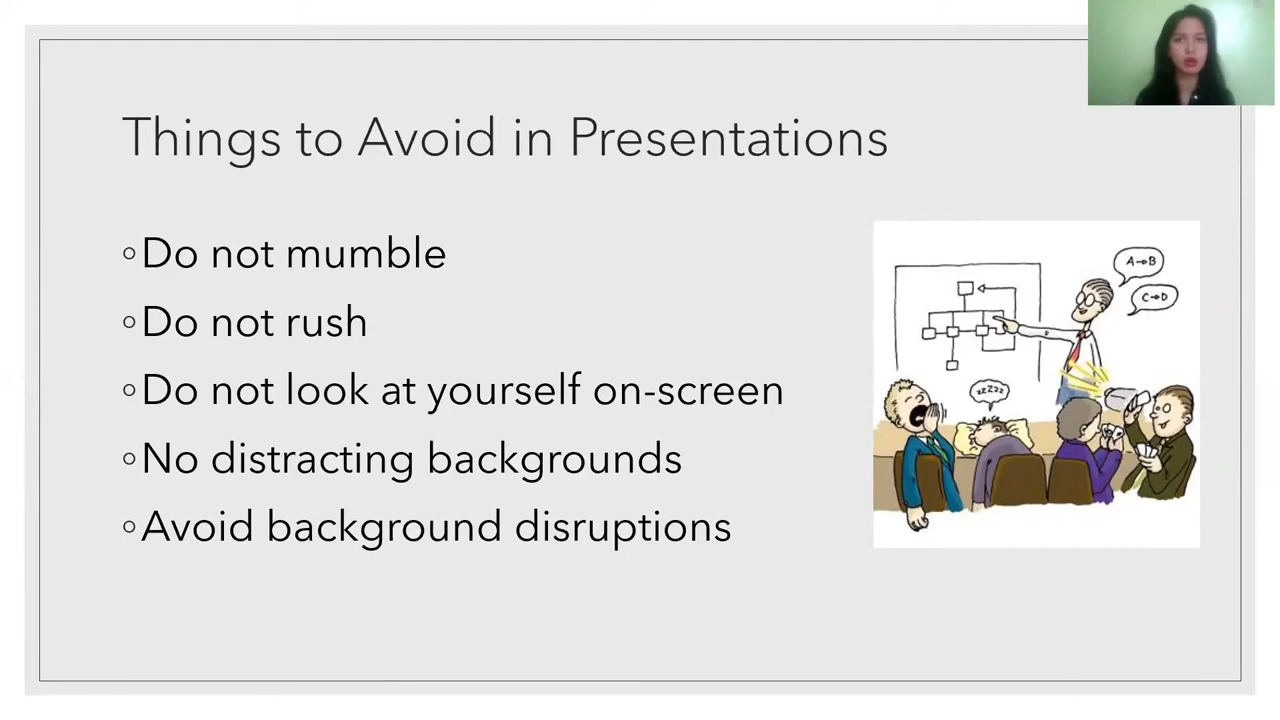 Things to Avoid in Presentations
◦Do not mumble
◦Do not rush
◦Do not look at yourself on-screen
◦No distracting backgrounds
◦Avoid background disruptions
A→B
C→D
zzZzz